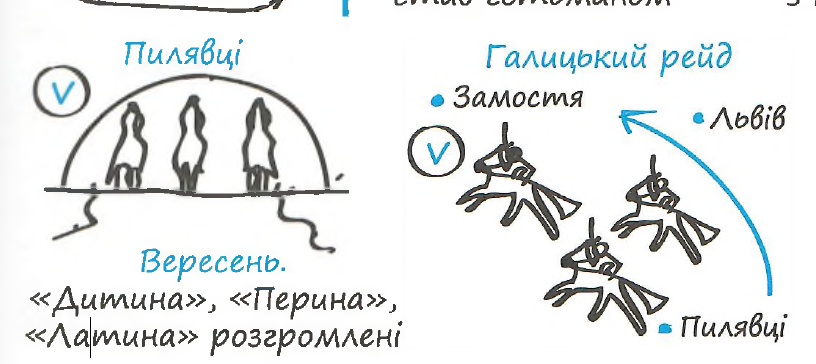 Пилявці
V
Вересень.
«Дитина», «Перина»,
«Латина» розгромлені
Галицький рейд
Замостя
Львів
V
Пилявці